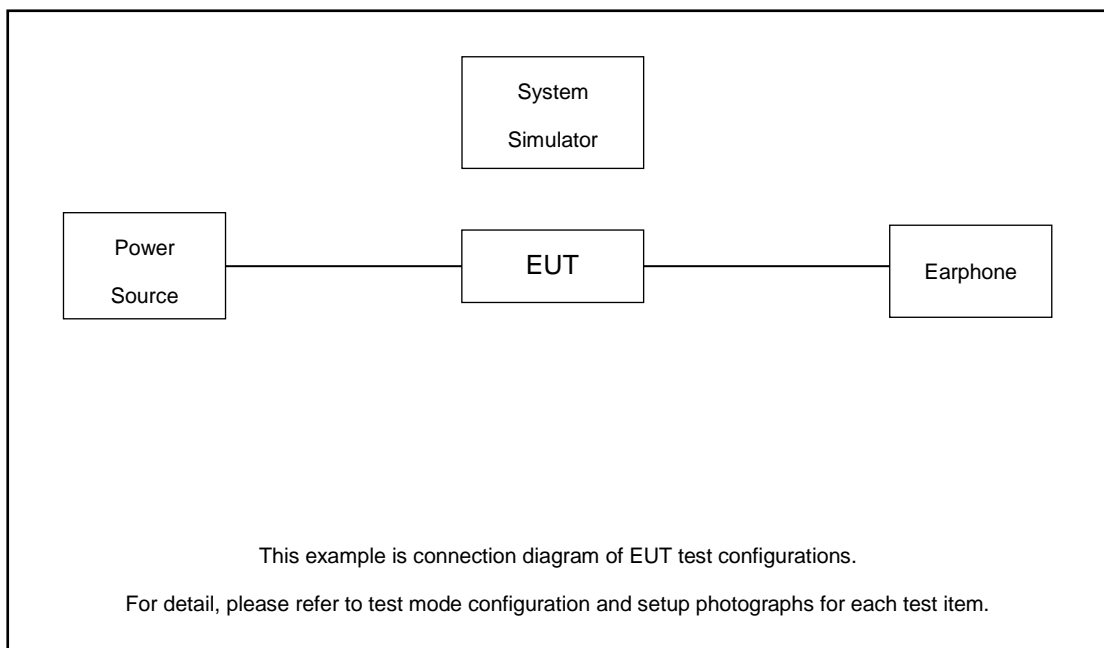 System
Simulator
Power
Source
EUT
Earphone
This example is connection diagram of EUT test configurations.
For detail, please refer to test mode configuration and setup photographs for each test item.